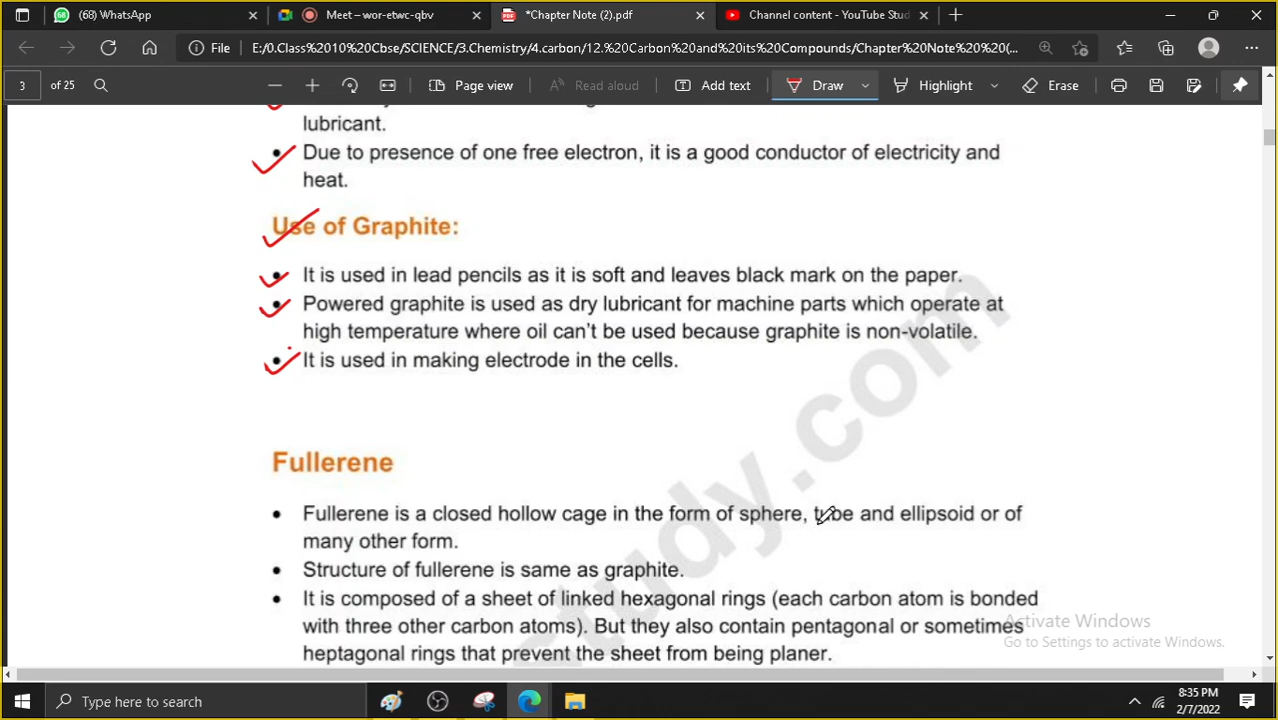 (68) WhatsApp
Meet – wor-etwc-qbv
*Chapter Note (2).pdf
Channel content - YouTube Stud
File
E:/0.Class%2010%20Cbse/SCIENCE/3.Chemistry/4.carbon/12.%20Carbon%20and%20its%20Compounds/Chapter%20Note%20%20(...
3
of 25
Page view
Read aloud
Add text
Draw
Highlight
Erase
lubricant.
Due to presence of one free electron, it is a good conductor of electricity and
heat.
Use of Graphite:
It is used in lead pencils as it is soft and leaves black mark on the paper.
Powered graphite is used as dry lubricant for machine parts which operate at
high temperature where oil can't be used because graphite is non-volatile.
It is used in making electrode in the cells.
Fullerene
Fullerene is a closed hollow cage in the form of sphere, tube and ellipsoid or of
many other form.
Structure of fullerene is same as graphite.
It is composed of a sheet of linked hexagonal rings (each carbon atom is bonded
with three other carbon atoms). But they also contain pentagonal or sometimes
heptagonal rings that prevent the sheet from being planer.
study.com
Activate Windows
Go to Settings to activate Windows.
Type here to search
8:35 PM
2/7/2022